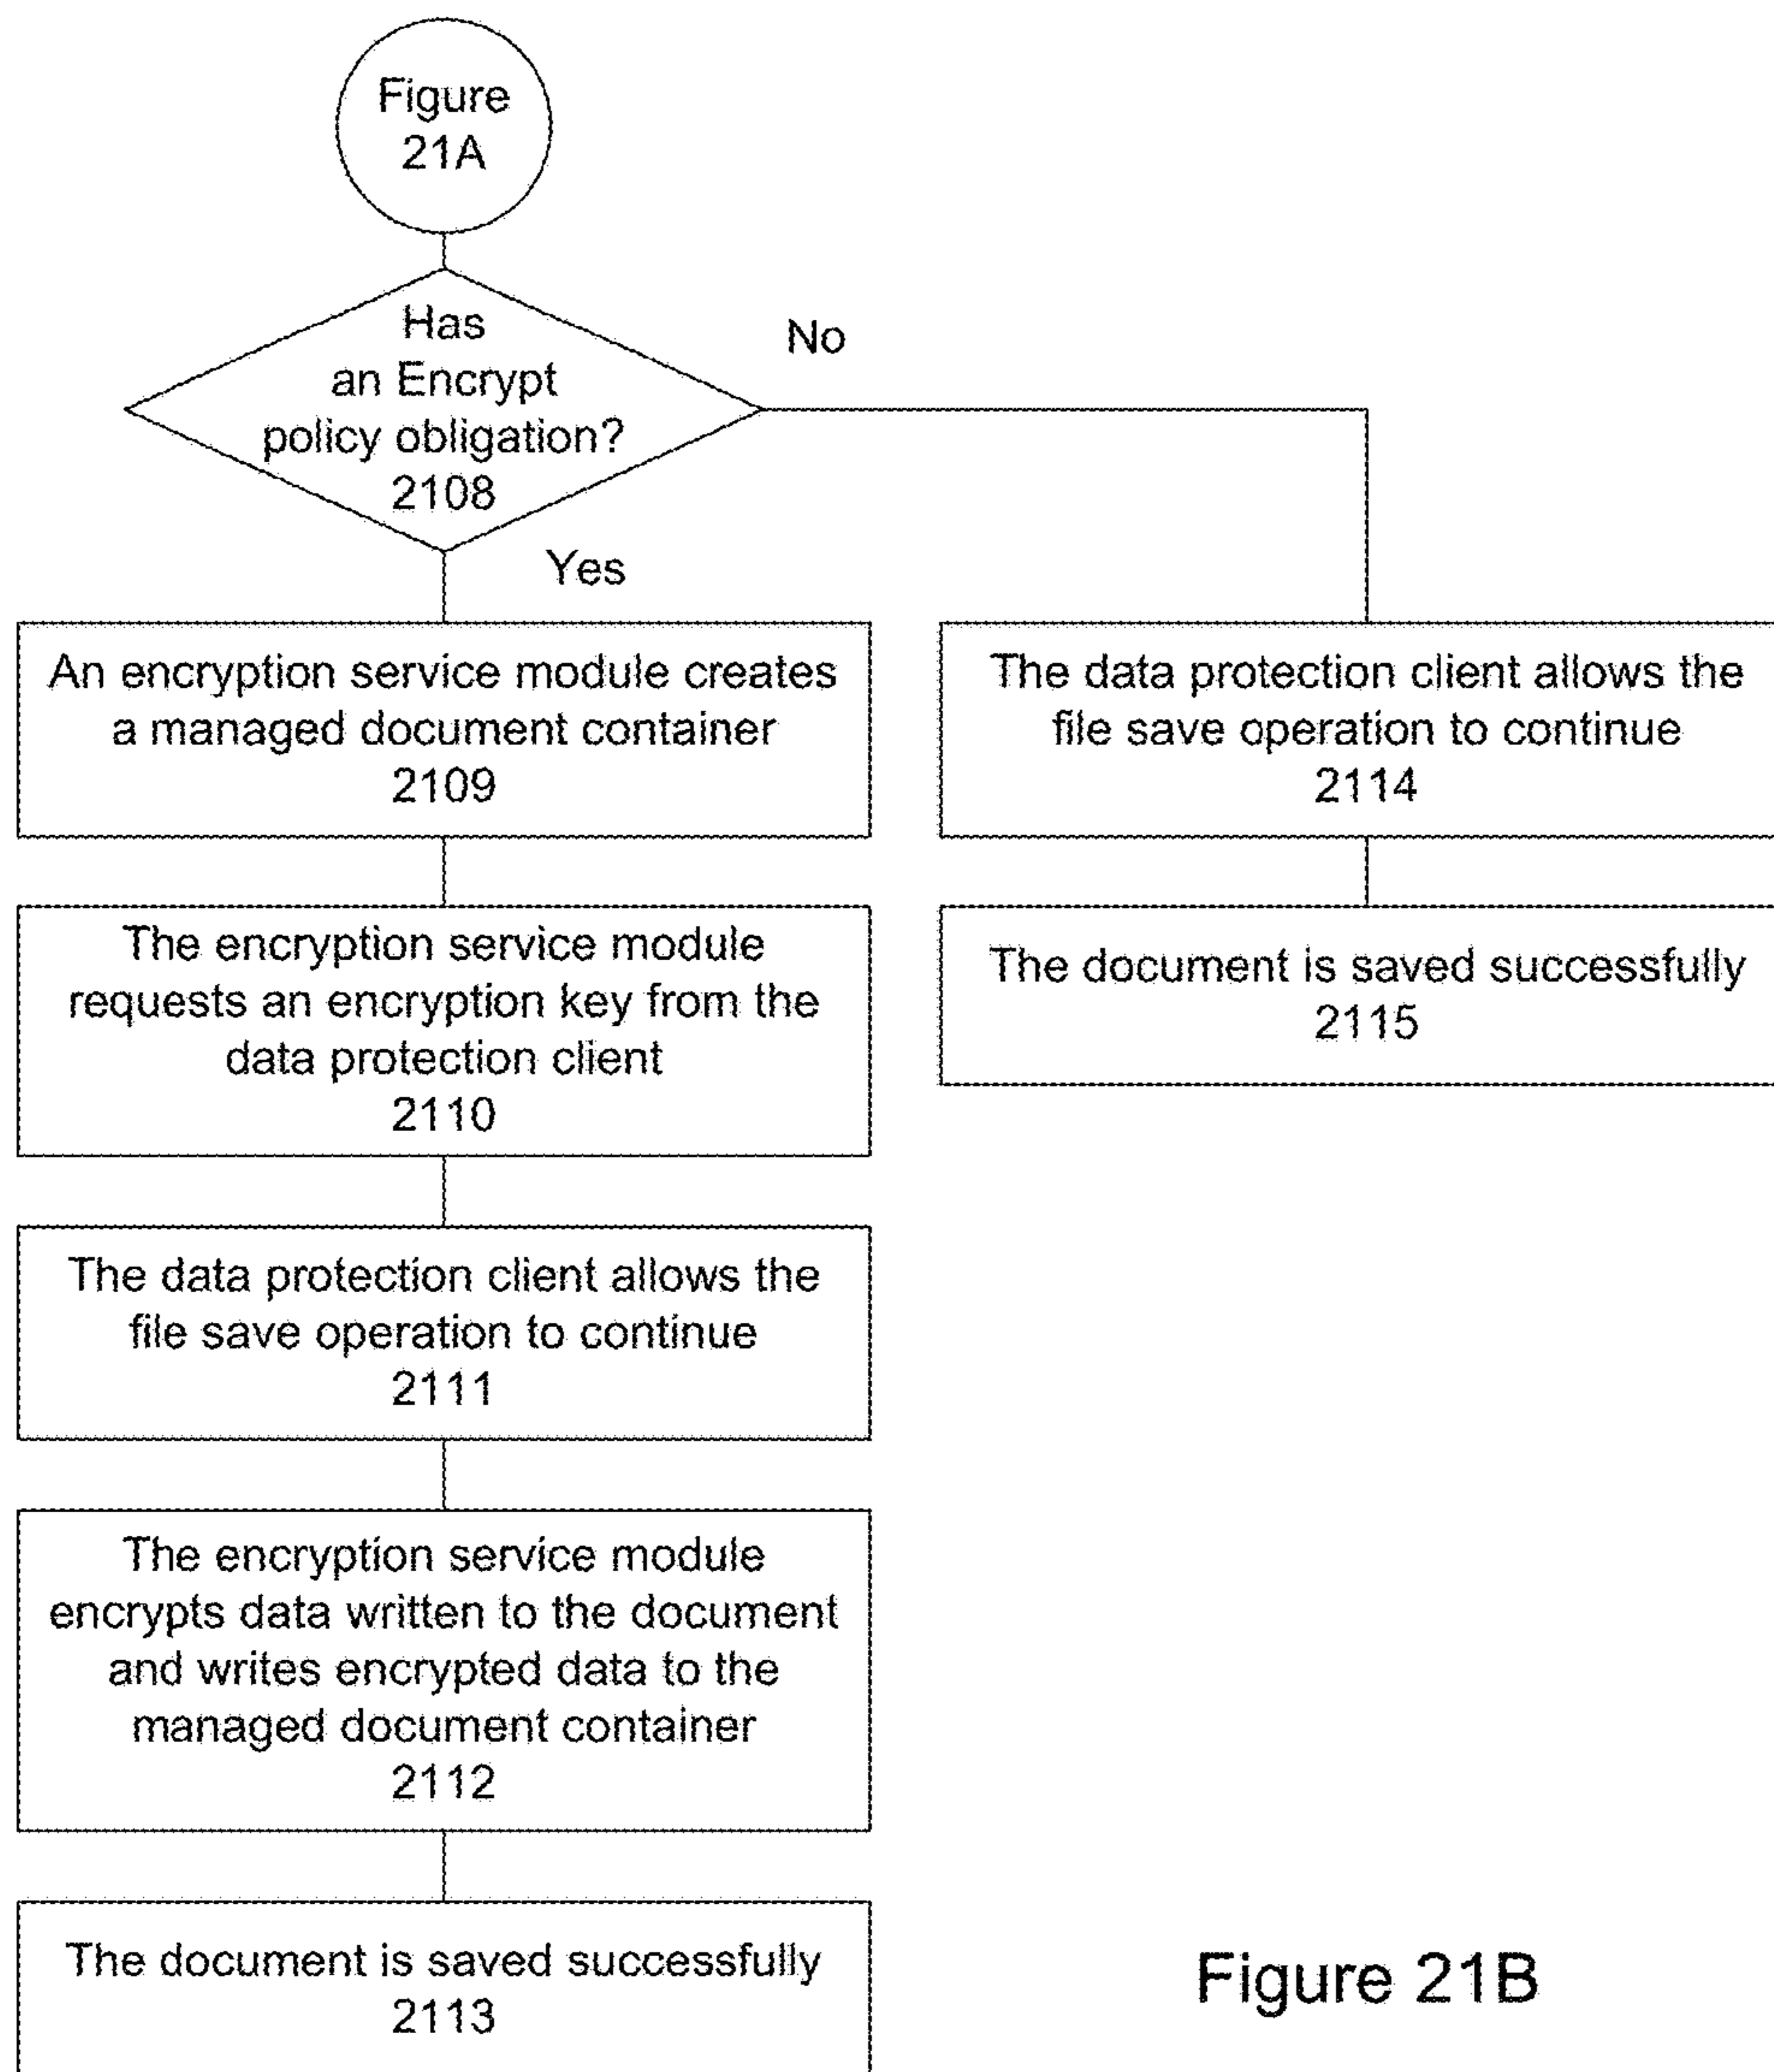 Figure
21A
Has
an Encrypt
policy obligation?
2108
No
Yes
An encryption service module creates
a managed document container
2109
The data protection client allows the
file save operation to continue
2114
The encryption service module
requests an encryption key from the
data protection client
2110
The document is saved successfully
2115
The data protection client allows the
file save operation to continue
2111
The encryption service module
encrypts data written to the document
and writes encrypted data to the
managed document container
2112
The document is saved successfully
2113
Figure 21B